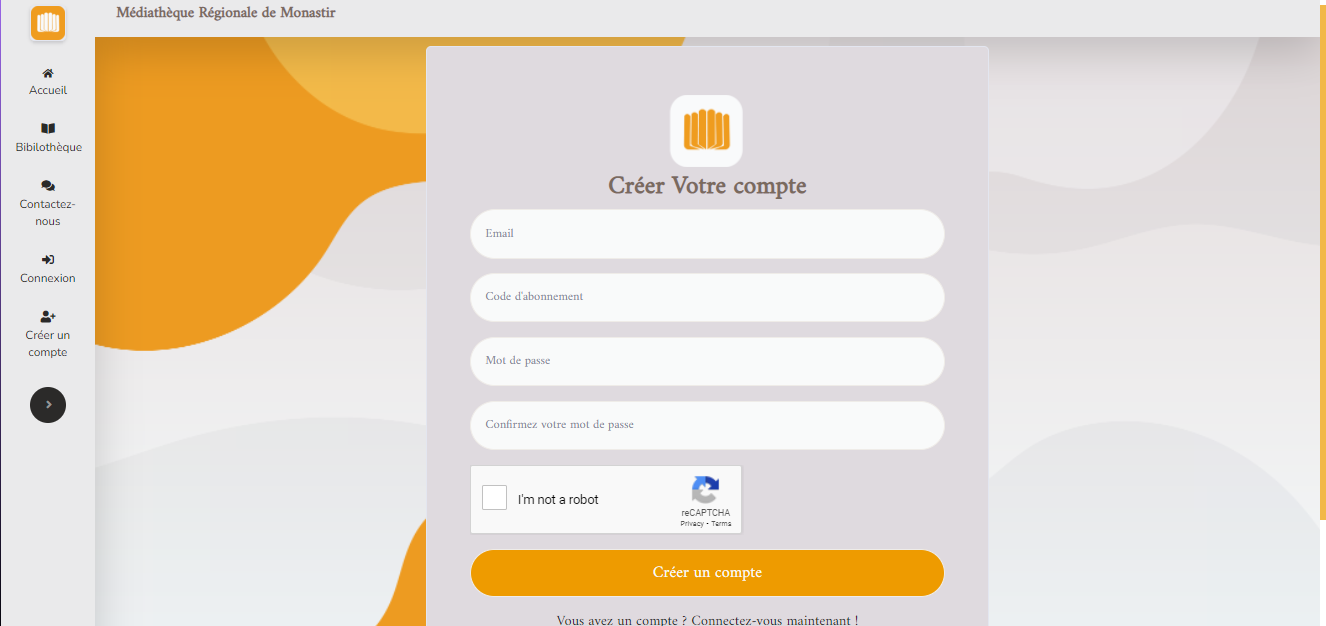 Médiathèque Régionale de Monastir
Accueil
Bibilothèque
Contactez-
nous
Connexion
Créer un
compte
Créer Votre compte
Email
Code d'abonnement
Mot de passe
Confirmez votre mot de passe
I'm not a robot
reCAPTCHA
Privacy - Terms
Créer un compte
Vous avez un compte ? Connectez-vous maintenant !